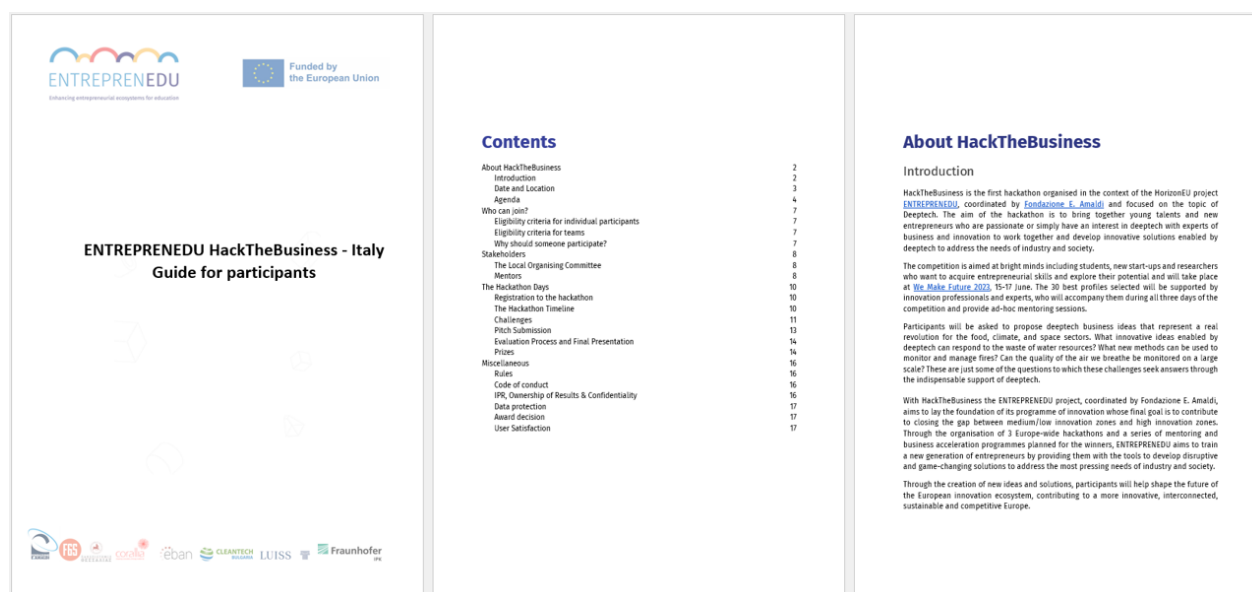 ENTREPRENEDU
Enhancing entrepreneurial ecosystems for education
Funded by
the European Union
ENTREPRENEDU HackTheBusiness - Italy
Guide for participants
FGS
coralia
eban
CLEANTECH
BULGARIA
LUISS
Fraunhofer
IPK
Contents
About HackTheBusiness 2
Introduction 2
Date and Location 3
Agenda 4
Who can join? 7
Eligibility criteria for individual participants 7
Eligibility criteria for teams 7
Why should someone participate? 7
Stakeholders 8
The Local Organising Committee 8
Mentors 8
The Hackathon Days 10
Registration to the hackathon 10
The Hackathon Timeline 10
Challenges 11
Pitch Submission 13
Evaluation Process and Final Presentation 14
Prizes 14
Miscellaneous 16
Rules 16
Code of conduct 16
IPR, Ownership of Results & Confidentiality 16
Data protection 17
Award decision 17
User Satisfaction 17
About HackTheBusiness
Introduction
HackTheBusiness is the first hackathon organised in the context of the HorizonEU project
ENTREPRENEDU, coordinated by Fondazione E. Amaldi and focused on the topic of
Deeptech. The aim of the hackathon is to bring together young talents and new
entrepreneurs who are passionate or simply have an interest in deeptech with experts of
business and innovation to work together and develop innovative solutions enabled by
deeptech to address the needs of industry and society.
The competition is aimed at bright minds including students, new start-ups and researchers
who want to acquire entrepreneurial skills and explore their potential and will take place
at We Make Future 2023, 15-17 June. The 30 best profiles selected will be supported by
innovation professionals and experts, who will accompany them during all three days of the
competition and provide ad-hoc mentoring sessions.
Participants will be asked to propose deeptech business ideas that represent a real
revolution for the food, climate, and space sectors. What innovative ideas enabled by
deeptech can respond to the waste of water resources? What new methods can be used to
monitor and manage fires? Can the quality of the air we breathe be monitored on a large
scale? These are just some of the questions to which these challenges seek answers through
the indispensable support of deeptech.
With HackTheBusiness the ENTREPRENEDU project, coordinated by Fondazione E. Amaldi,
aims to lay the foundation of its programme of innovation whose final goal is to contribute
to closing the gap between medium/low innovation zones and high innovation zones.
Through the organisation of 3 Europe-wide hackathons and a series of mentoring and
business acceleration programmes planned for the winners, ENTREPRENEDU aims to train
a new generation of entrepreneurs by providing them with the tools to develop disruptive
and game-changing solutions to address the most pressing needs of industry and society.
Through the creation of new ideas and solutions, participants will help shape the future of
the European innovation ecosystem, contributing to a more innovative, interconnected,
sustainable and competitive Europe.